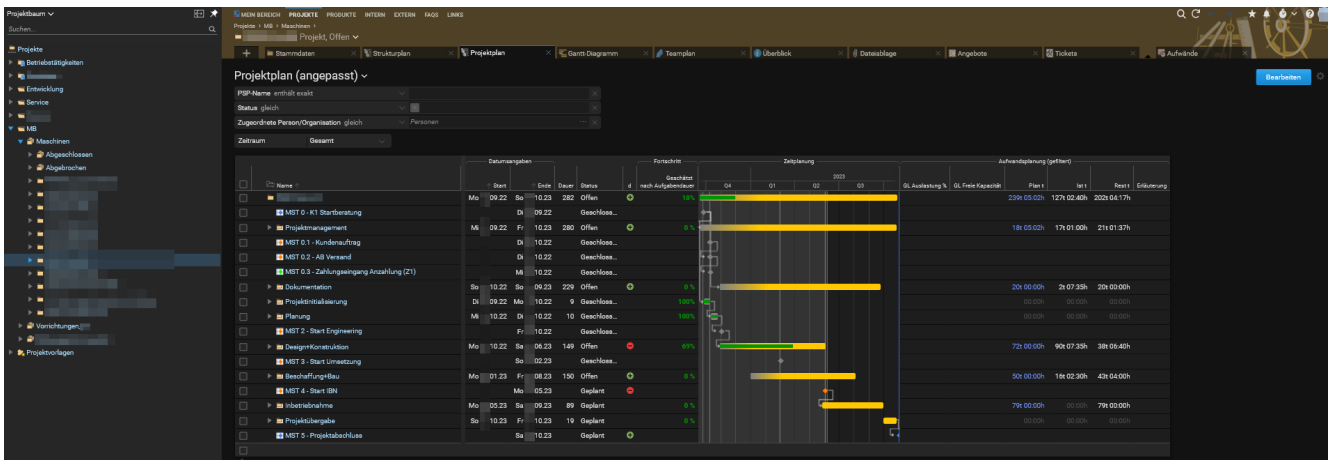 Projektbaum
Suchen...
Projekte
Betriebstätigkeiten
Entwicklung
Service
MB
Maschinen
Abgeschlossen
Abgebrochen
Vorrichtungen,
Projektvorlagen
MEIN BEREICH PROJEKTE PRODUKTE INTERN EXTERN FAQS LINKS
Projekte › MB › Maschinen ›
Projekt, Offen
+ Stammdaten × Strukturplan × Projektplan × Gantt-Diagramm × Teamplan × Überblick × Dateiablage × Angebote × Tickets × Aufwände ×
Projektplan (angepasst)
Bearbeiten
PSP-Name enthält exakt
Status gleich
Zugeordnete Person/Organisation gleich Personen
Zeitraum Gesamt
Datumsangaben Fortschritt Zeitplanung Aufwandsplanung (gefiltert)
Geschätzt 2023
Name Start Ende Dauer Status d nach Aufgabendauer Q4 Q1 Q2 Q3 GL Auslastung % GL Freie Kapazität Plan t Ist t Rest t Erläuterung
Mo 09.22 So 10.23 282 Offen 18% 239t 05:02h 127t 02:40h 202t 04:17h
MST 0 - K1 Startberatung Di 09.22 Geschloss...
Projektmanagement Mi 09.22 Fr 10.23 280 Offen 0 % 18t 05:02h 17t 01:00h 21t 01:37h
MST 0.1 - Kundenauftrag Di 10.22 Geschloss...
MST 0.2 - AB Versand Di 10.22 Geschloss...
MST 0.3 - Zahlungseingang Anzahlung (Z1) Mi 10.22 Geschloss...
Dokumentation So 10.22 So 09.23 229 Offen 0 % 20t 00:00h 2t 07:35h 20t 00:00h
Projektinitialisierung Di 09.22 Mo 10.22 9 Geschloss... 100% 00:00h 00:00h 00:00h
Planung Mi 10.22 Di 10.22 10 Geschloss... 100% 00:00h 00:00h 00:00h
MST 2 - Start Engineering Fr 10.22 Geschloss...
Design+Konstruktion Mo 10.22 Sa 06.23 149 Offen 69% 72t 00:00h 90t 07:35h 38t 06:40h
MST 3 - Start Umsetzung So 02.23 Geschloss...
Beschaffung+Bau Mo 01.23 Fr 08.23 150 Offen 0 % 50t 00:00h 16t 02:30h 43t 04:00h
MST 4 - Start IBN Mo 05.23 Geplant
Inbetriebnahme Mo 05.23 Sa 09.23 89 Geplant 0 % 79t 00:00h 00:00h 79t 00:00h
Projektübergabe So 10.23 Fr 10.23 19 Geplant 0 % 00:00h 00:00h 00:00h
MST 5 - Projektabschluss Sa 10.23 Geplant